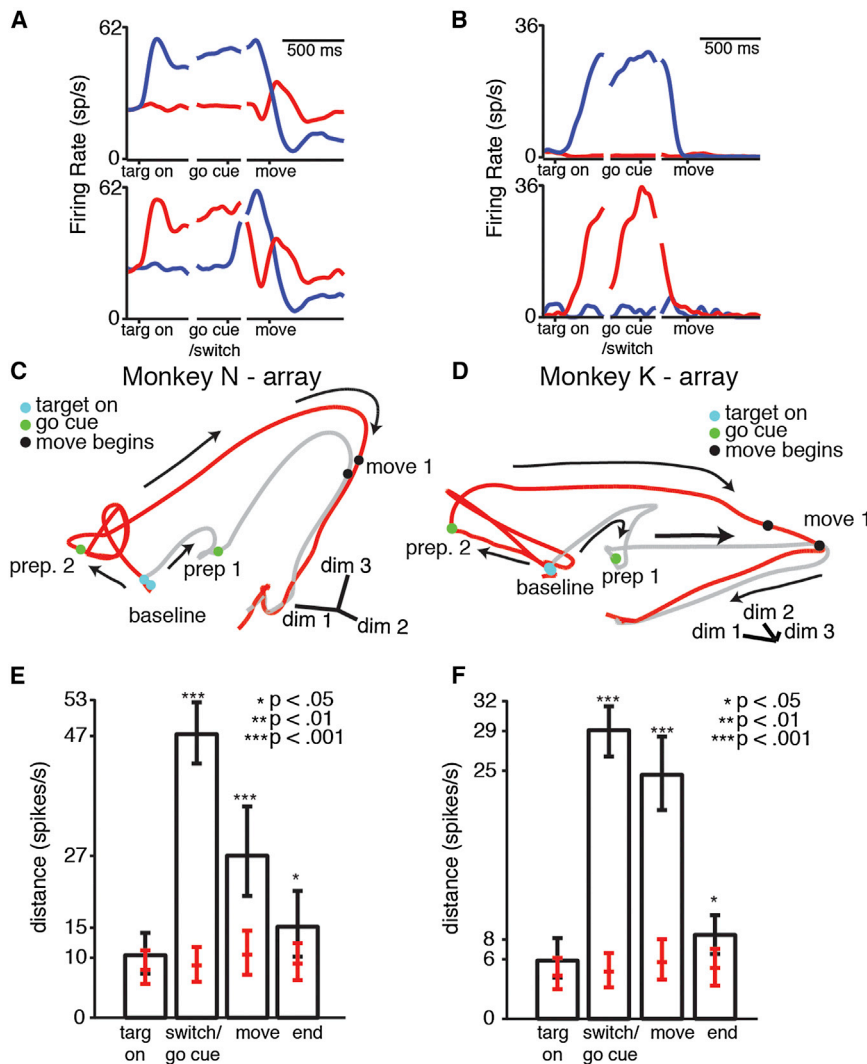 A
62
500 ms
Firing Rate (sp/s)
0
targ on go cue move
62
0
targ on go cue move
/switch
B
36
500 ms
Firing Rate (sp/s)
0
targ on go cue move
36
0
targ on go cue move
/switch
C Monkey N - array
target on
go cue
move begins
move 1
prep. 2
prep 1
baseline
dim 3
dim 1
dim 2
D Monkey K - array
target on
go cue
move begins
move 1
prep. 2
baseline
prep 1
dim 2
dim 1 dim 3
E
53
47
27
15
10
0
distance (spikes/s)
***
***
*
* p < .05
** p < .01
*** p < .001
targ on
switch/ go cue
move
end
F
32
29
25
8
6
0
distance (spikes/s)
***
***
*
* p < .05
** p < .01
*** p < .001
targ on
switch/ go cue
move
end